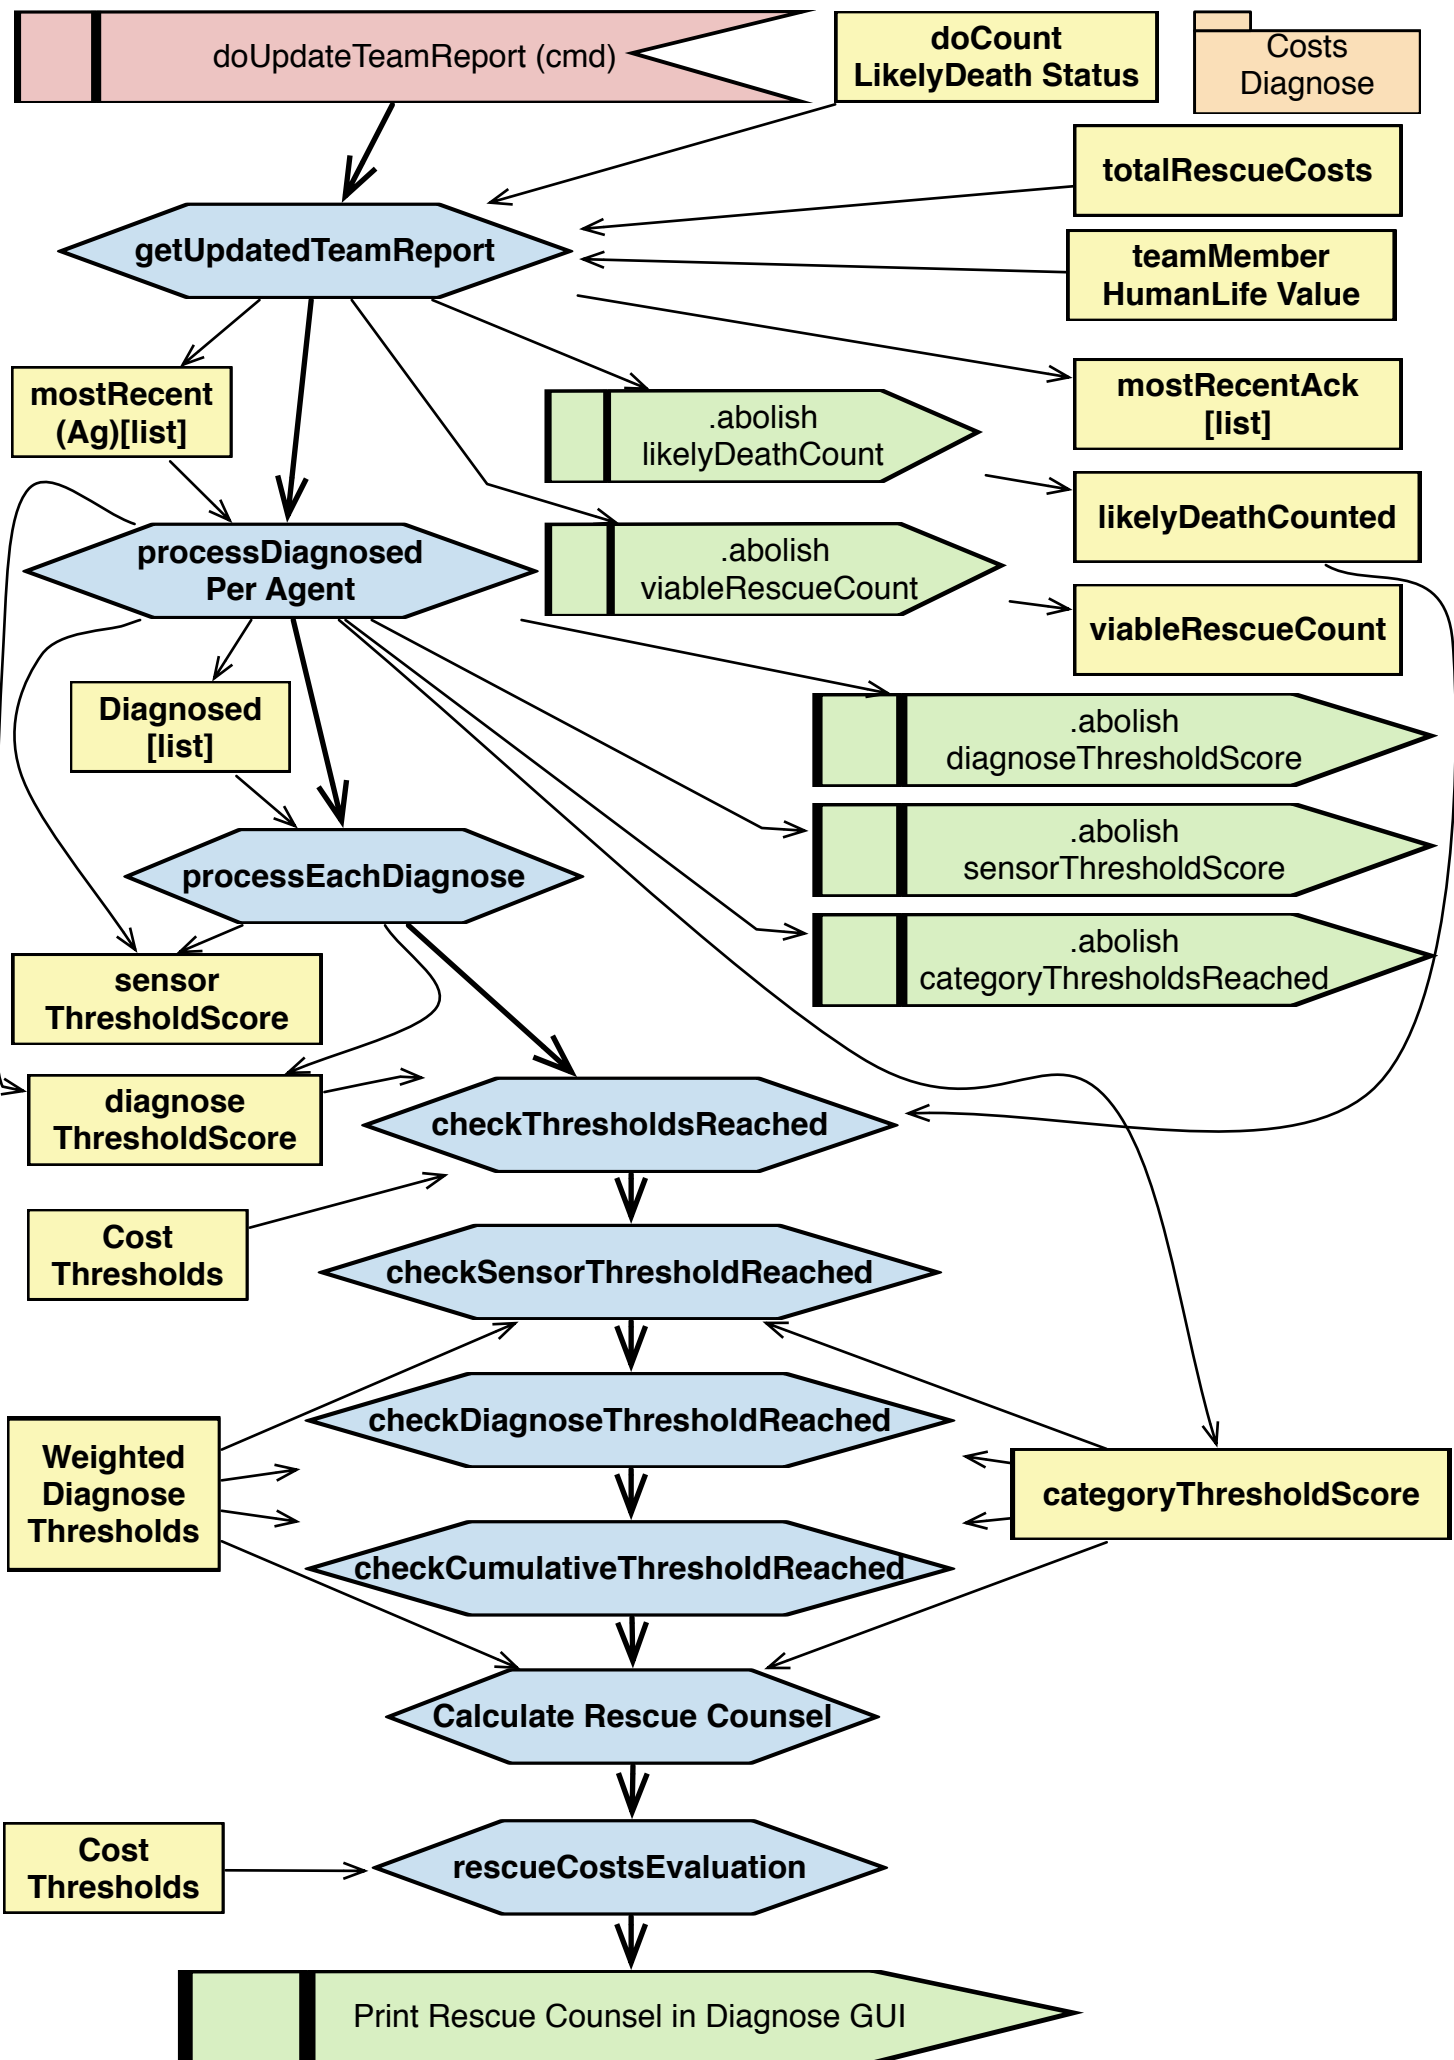 doUpdateTeamReport (cmd)
doCount
LikelyDeath Status
Costs
Diagnose
totalRescueCosts
getUpdatedTeamReport
teamMember
HumanLife Value
mostRecent
(Ag)[list]
.abolish
likelyDeathCount
mostRecentAck
[list]
likelyDeathCounted
processDiagnosed
Per Agent
.abolish
viableRescueCount
viableRescueCount
Diagnosed
[list]
.abolish
diagnoseThresholdScore
.abolish
sensorThresholdScore
processEachDiagnose
.abolish
categoryThresholdsReached
sensor
ThresholdScore
diagnose
ThresholdScore
checkThresholdsReached
Cost
Thresholds
checkSensorThresholdReached
checkDiagnoseThresholdReached
Weighted
Diagnose
Thresholds
categoryThresholdScore
checkCumulativeThresholdReached
Calculate Rescue Counsel
Cost
Thresholds
rescueCostsEvaluation
Print Rescue Counsel in Diagnose GUI